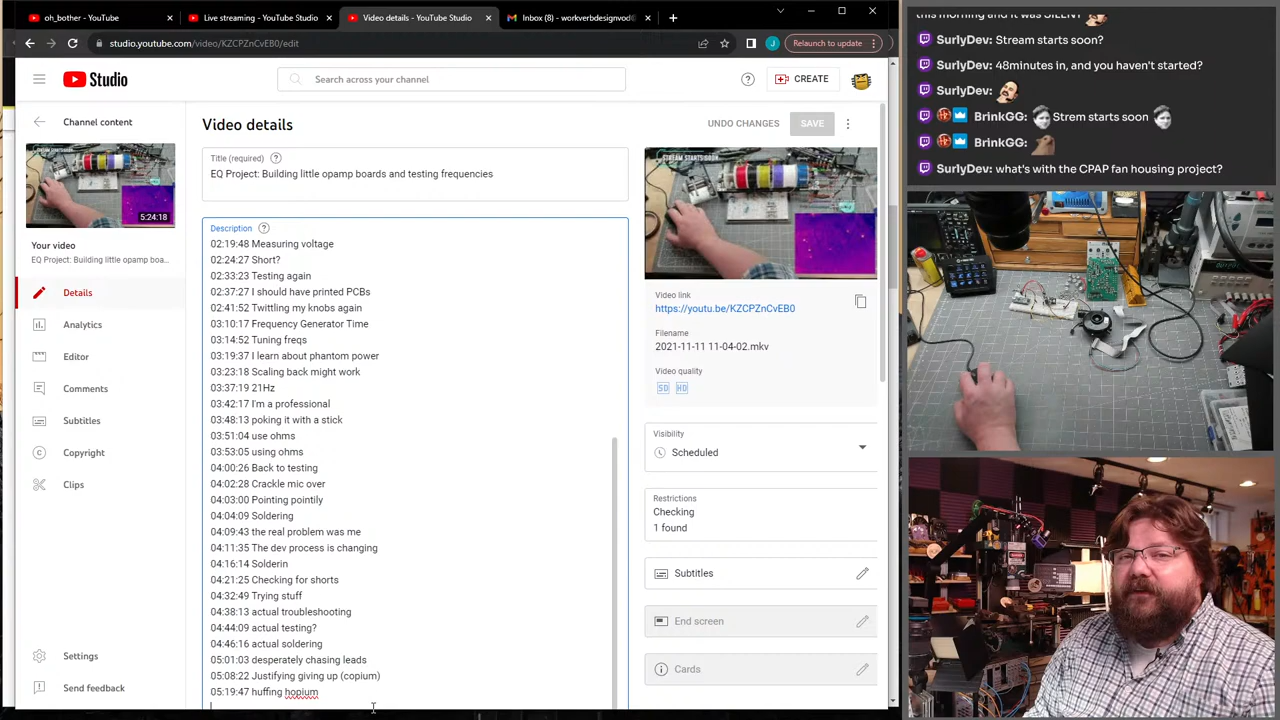 oh_bother - YouTube
Live streaming - YouTube Studio
Video details - YouTube Studio
Inbox (8) - workverbdesignvod@
studio.youtube.com/video/KZCPZnCvEB0/edit
J
Relaunch to update
Studio
Search across your channel
CREATE
Channel content
Video details
UNDO CHANGES
SAVE
5:24:18
Your video
EQ Project: Building little opamp boa...
Details
Analytics
Editor
Comments
Subtitles
Copyright
Clips
Settings
Send feedback
Title (required)
EQ Project: Building little opamp boards and testing frequencies
Description
02:19:48 Measuring voltage
02:24:27 Short?
02:33:23 Testing again
02:37:27 I should have printed PCBs
02:41:52 Twittling my knobs again
03:10:17 Frequency Generator Time
03:14:52 Tuning freqs
03:19:37 I learn about phantom power
03:23:18 Scaling back might work
03:37:19 21Hz
03:42:17 I'm a professional
03:48:13 poking it with a stick
03:51:04 use ohms
03:53:05 using ohms
04:00:26 Back to testing
04:02:28 Crackle mic over
04:03:00 Pointing pointily
04:04:09 Soldering
04:09:43 the real problem was me
04:11:35 The dev process is changing
04:16:14 Solderin
04:21:25 Checking for shorts
04:32:49 Trying stuff
04:38:13 actual troubleshooting
04:44:09 actual testing?
04:46:16 actual soldering
05:01:03 desperately chasing leads
05:08:22 Justifying giving up (copium)
05:19:47 huffing hopium
STREAM STARTS SOON
Video link
https://youtu.be/KZCPZnCvEB0
Filename
2021-11-11 11-04-02.mkv
Video quality
SD HD
Visibility
Scheduled
Restrictions
Checking
1 found
Subtitles
End screen
Cards
this morning and it was SILENT
SurlyDev: Stream starts soon?
SurlyDev: 48minutes in, and you haven't started?
SurlyDev:
BrinkGG: Strem starts soon
BrinkGG:
SurlyDev: what's with the CPAP fan housing project?